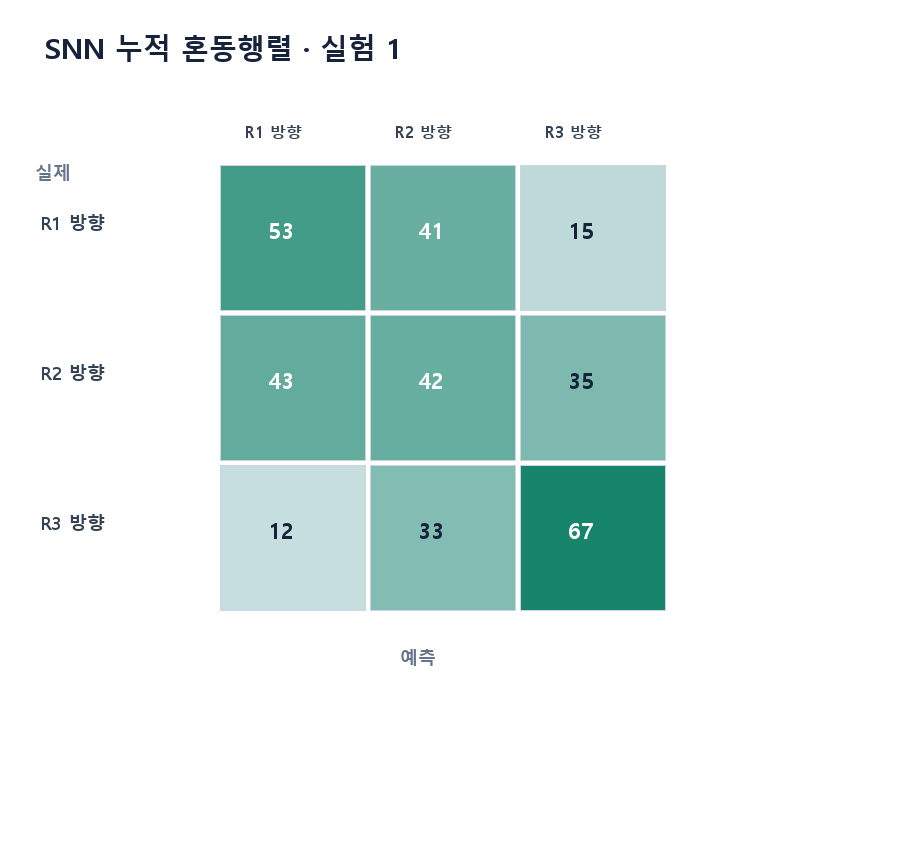 SNN 누적 혼동행렬 · 실험 1
R1 방향 R2 방향 R3 방향
실제
R1 방향 53 41 15
R2 방향 43 42 35
R3 방향 12 33 67
예측